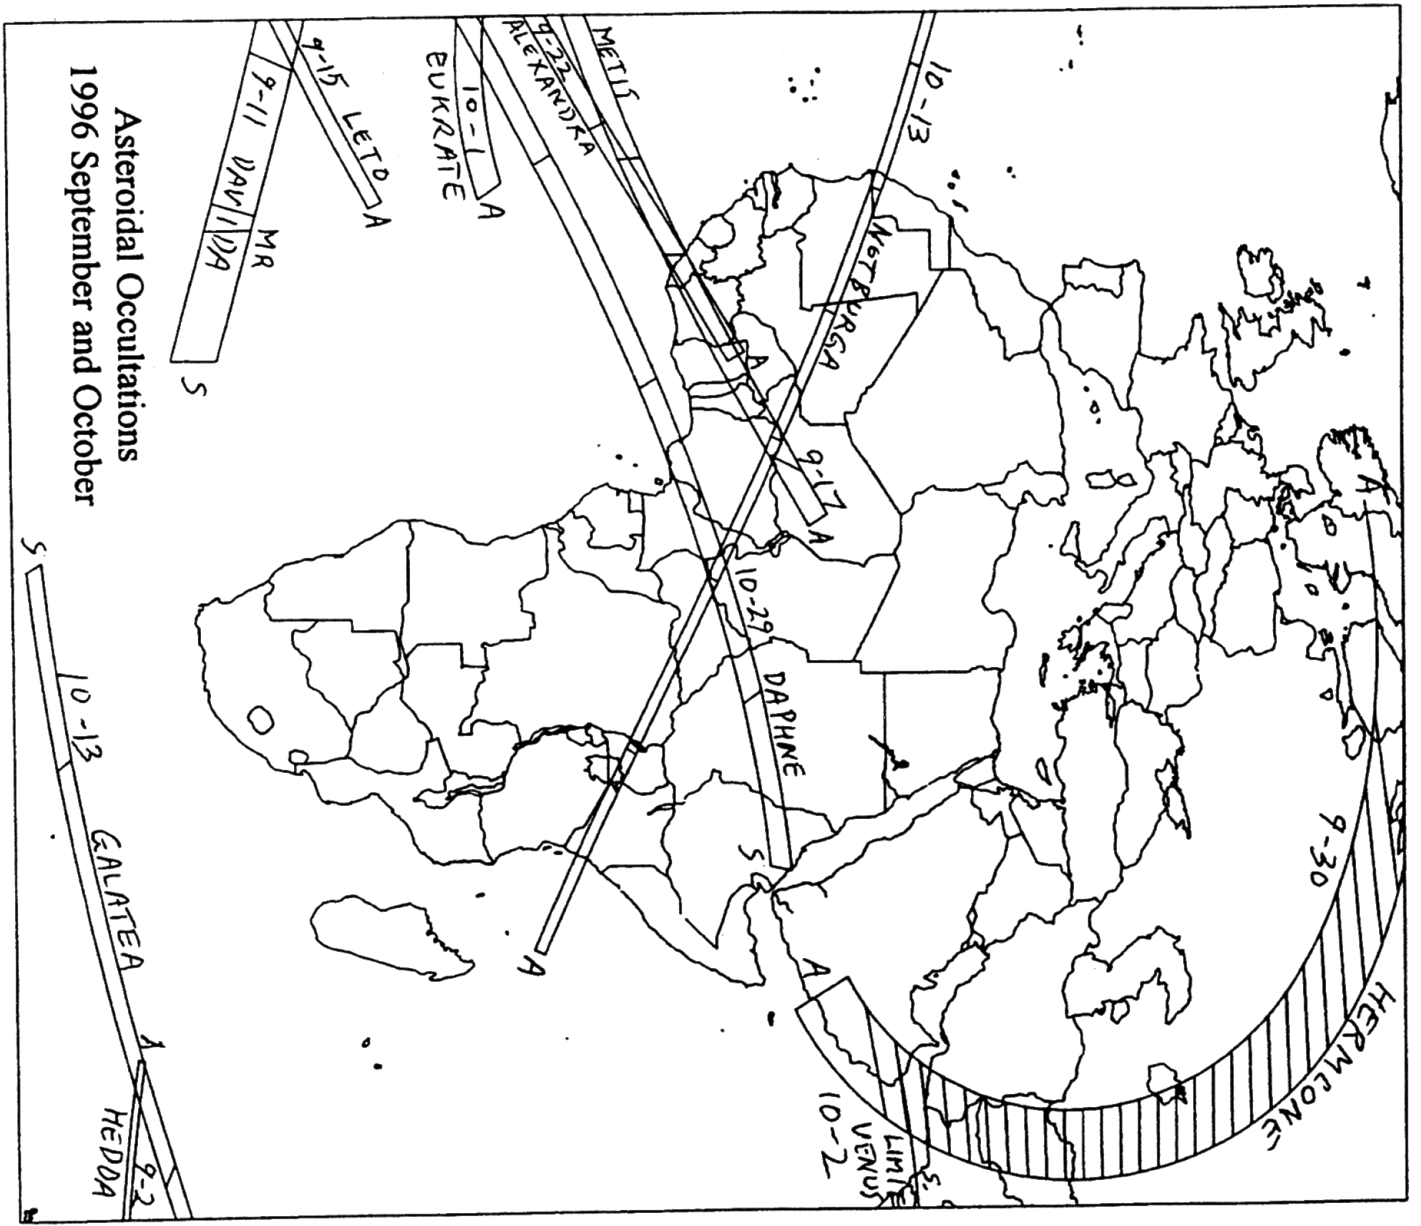 Asteroidal Occultations
1996 September and October
METIS
9-22
ALEXANDRA
10-1
EUKRATE
A
9-15 LETO
A
9-11 DAVIDA
MR
S
10-13
NOTBURGA
A
A
9-17
A
10-29
DAPHNE
S
A
9-30
HERMIONE
A
10-2
LIMIT
VENUS
S.
S
10-13
GALATEA
A
9-2
HEDDA